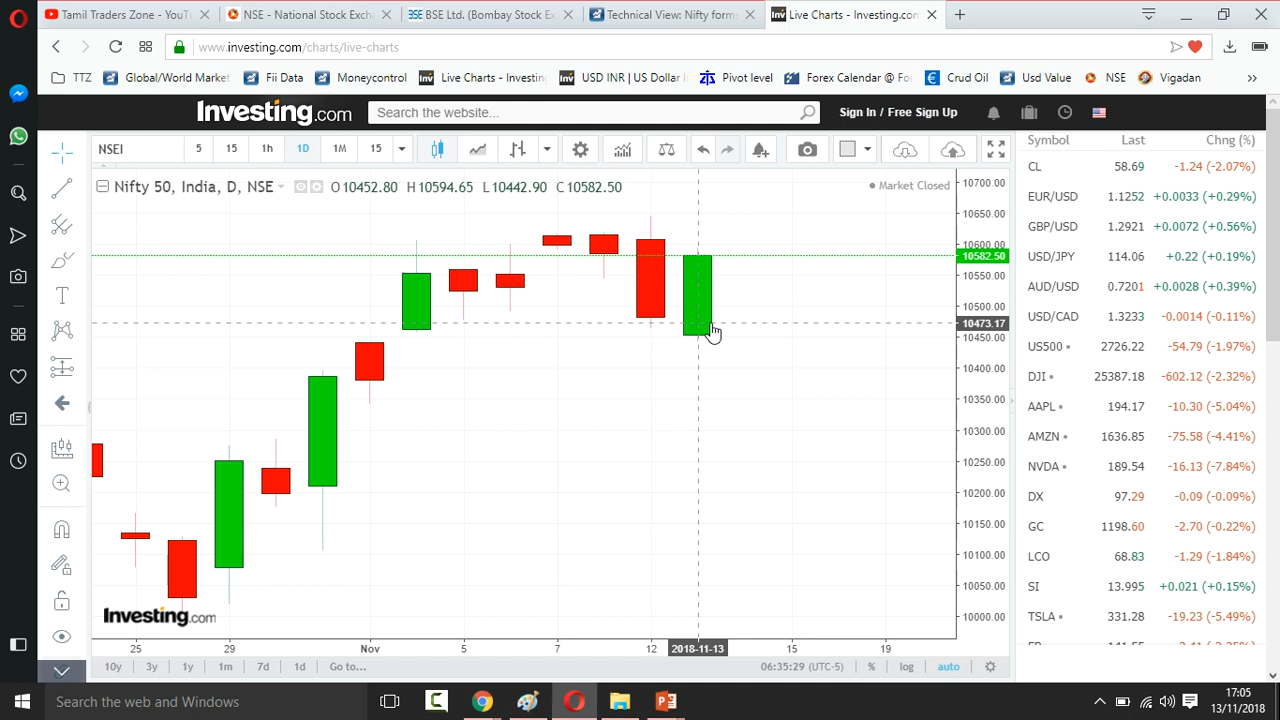 Tamil Traders Zone - YouTu
NSE - National Stock Exch
BSE Ltd. (Bombay Stock Ex
Technical View: Nifty form
Live Charts - Investing.com
www.investing.com/charts/live-charts
TTZ
Global/World Market
Fii Data
Moneycontrol
Live Charts - Investing
USD INR | US Dollar I
Pivot level
Forex Calendar @ Fo
Crud Oil
Usd Value
NSE
Vigadan
Investing.com
Search the website...
Sign In / Free Sign Up
NSEI
5
15
1h
1D
1M
15
Nifty 50, India, D, NSE
O10452.80 H10594.65 L10442.90 C10582.50
Market Closed
10700.00
10650.00
10600.00
10582.50
10550.00
10500.00
10473.17
10450.00
10400.00
10350.00
10300.00
10250.00
10200.00
10150.00
10100.00
10050.00
10000.00
Investing.com
25
29
Nov
5
7
12
2018-11-13
15
19
10y
3y
1y
1m
7d
1d
Go to...
06:35:29 (UTC-5)
%
log
auto
Symbol Last Chng (%)
CL 58.69 -1.24 (-2.07%)
EUR/USD 1.1252 +0.0033 (+0.29%)
GBP/USD 1.2921 +0.0072 (+0.56%)
USD/JPY 114.06 +0.22 (+0.19%)
AUD/USD 0.7201 +0.0028 (+0.39%)
USD/CAD 1.3233 -0.0014 (-0.11%)
US500 2726.22 -54.79 (-1.97%)
DJI 25387.18 -602.12 (-2.32%)
AAPL 194.17 -10.30 (-5.04%)
AMZN 1636.85 -75.58 (-4.41%)
NVDA 189.54 -16.13 (-7.84%)
DX 97.29 -0.09 (-0.09%)
GC 1198.60 -2.70 (-0.22%)
LCO 68.83 -1.29 (-1.84%)
SI 13.995 +0.021 (+0.15%)
TSLA 331.28 -19.23 (-5.49%)
Search the web and Windows
17:05
13/11/2018